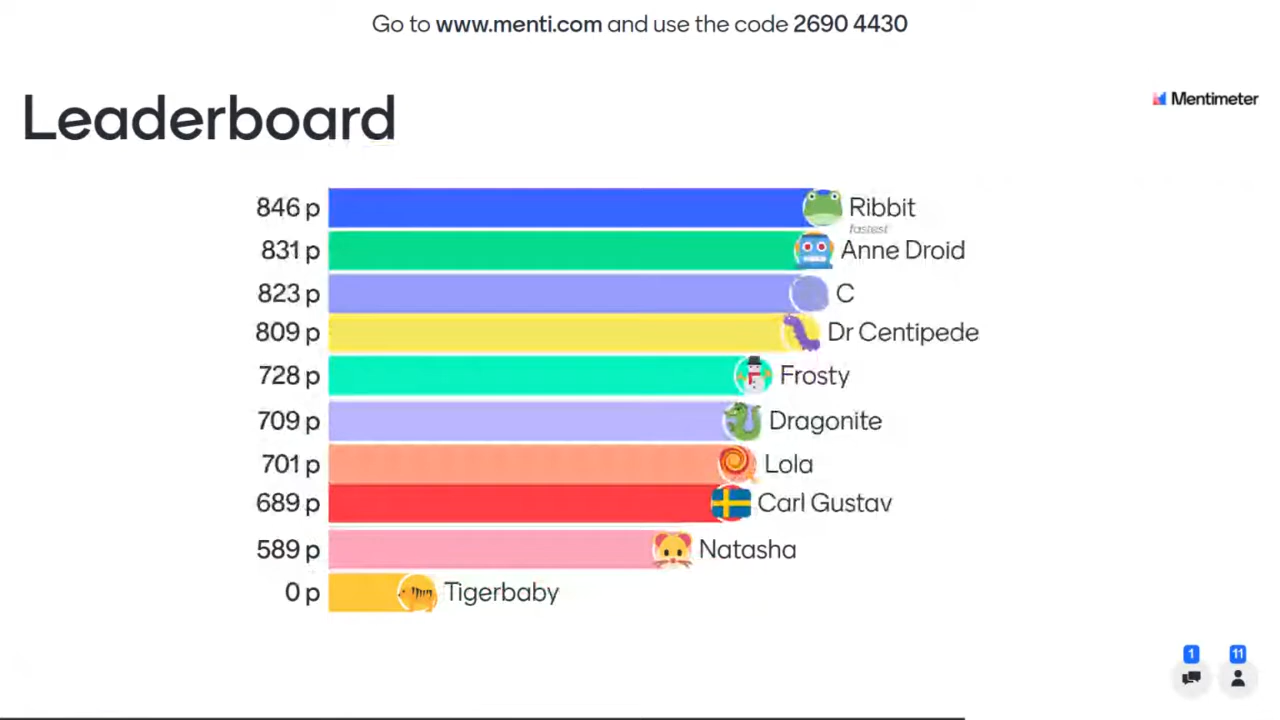 Go to www.menti.com and use the code 2690 4430
Leaderboard
Mentimeter
846 p Ribbit
fastest
831 p Anne Droid
823 p C
809 p Dr Centipede
728 p Frosty
709 p Dragonite
701 p Lola
689 p Carl Gustav
589 p Natasha
0 p Tigerbaby
1 11